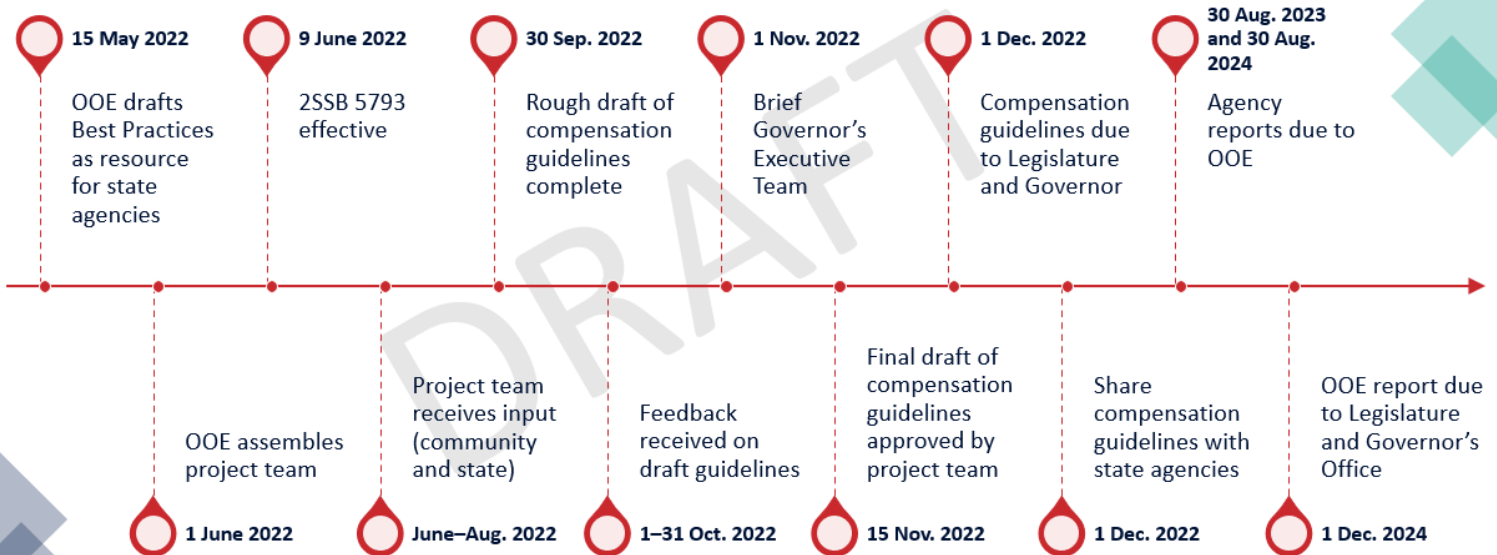 15 May 2022
OOE drafts
Best Practices
as resource
for state
agencies
9 June 2022
2SSB 5793
effective
30 Sep. 2022
Rough draft of
compensation
guidelines
complete
1 Nov. 2022
Brief
Governor's
Executive
Team
1 Dec. 2022
Compensation
guidelines due
to Legislature
and Governor
30 Aug. 2023
and 30 Aug.
2024
Agency
reports due to
OOE
DRAFT
OOE assembles
project team
1 June 2022
Project team
receives input
(community
and state)
June–Aug. 2022
Feedback
received on
draft guidelines
1–31 Oct. 2022
Final draft of
compensation
guidelines
approved by
project team
15 Nov. 2022
Share
compensation
guidelines with
state agencies
1 Dec. 2022
OOE report due
to Legislature
and Governor's
Office
1 Dec. 2024